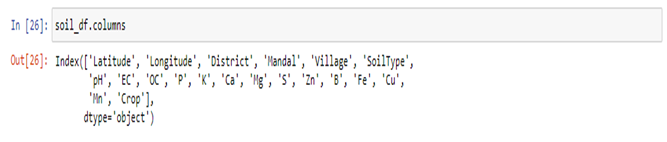 In [26]: soil_df.columns
Out[26]: Index(['Latitude', 'Longitude', 'District', 'Mandal', 'Village', 'SoilType',
'pH', 'EC', 'OC', 'P', 'K', 'Ca', 'Mg', 'S', 'Zn', 'B', 'Fe', 'Cu',
'Mn', 'Crop'],
dtype='object')